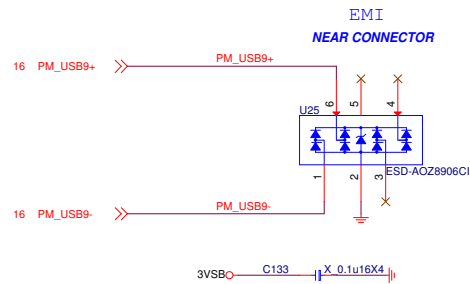 EMI
NEAR CONNECTOR
16 PM_USB9+ PM_USB9+
U25 6 5 4
ESD-AOZ8906CI
1 2 3
16 PM_USB9- PM_USB9-
3VSB C133 X_0.1u16X4